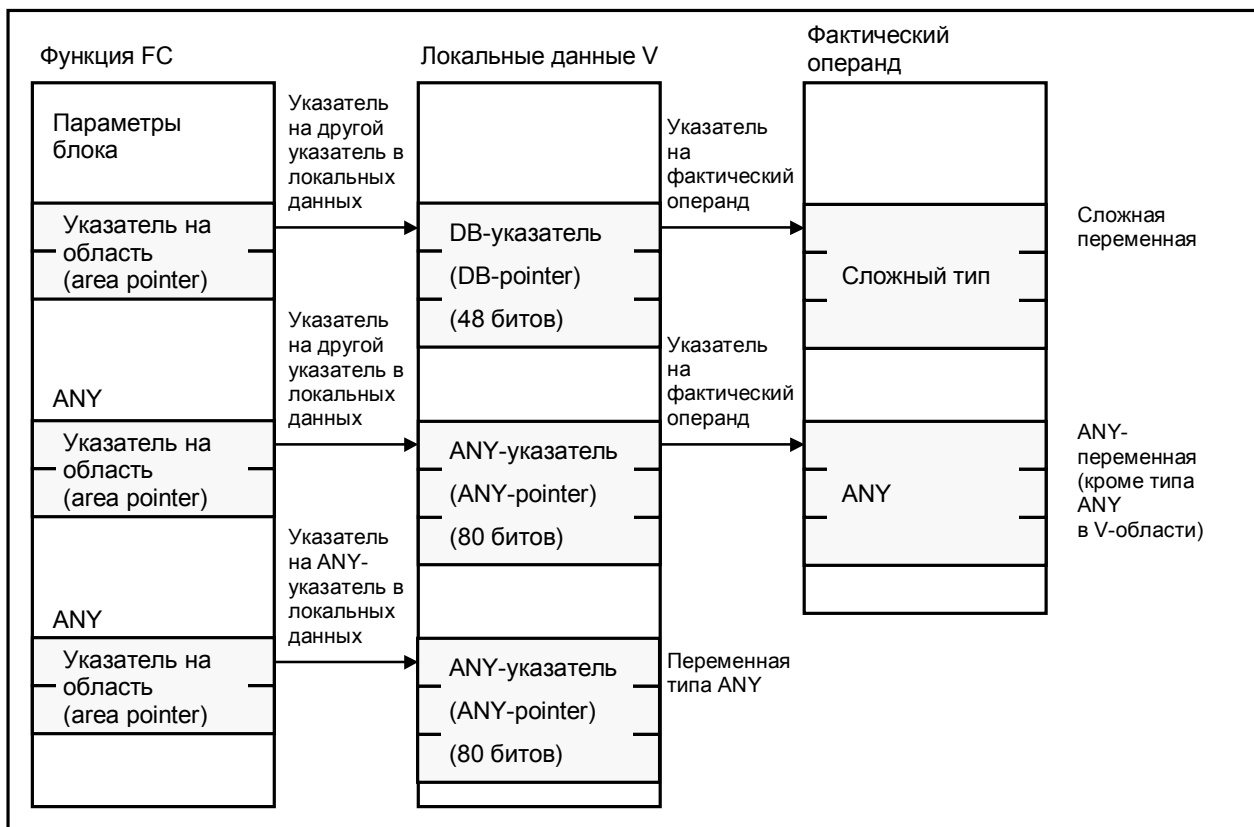 Функция FC
Параметры
блока
Указатель на
область
(area pointer)
ANY
Указатель на
область
(area pointer)
ANY
Указатель на
область
(area pointer)
Указатель
на другой
указатель в
локальных
данных
Указатель
на другой
указатель в
локальных
данных
Указатель
на ANY-
указатель в
локальных
данных
Локальные данные V
DB-указатель
(DB-pointer)
(48 битов)
ANY-указатель
(ANY-pointer)
(80 битов)
ANY-указатель
(ANY-pointer)
(80 битов)
Указатель
на
фактический
операнд
Указатель
на
фактический
операнд
Переменная
типа ANY
Фактический
операнд
Сложный тип
ANY
Сложная
переменная
ANY-
переменная
(кроме типа
ANY
в V-области)